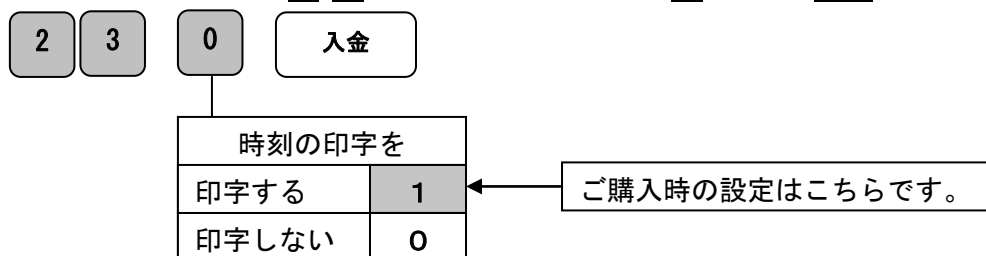 2 3 0 入金
時刻の印字を
印字する 1
ご購入時の設定はこちらです。
印字しない 0